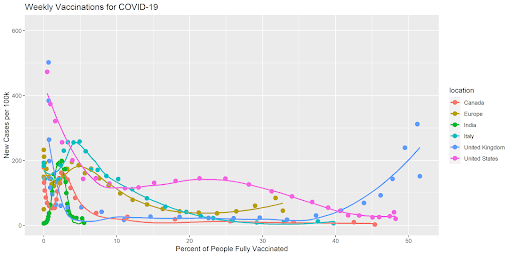 Weekly Vaccinations for COVID-19
600
400
200
0
New Cases per 100k
0 10 20 30 40 50
Percent of People Fully Vaccinated
location
Canada
Europe
India
Italy
United Kingdom
United States